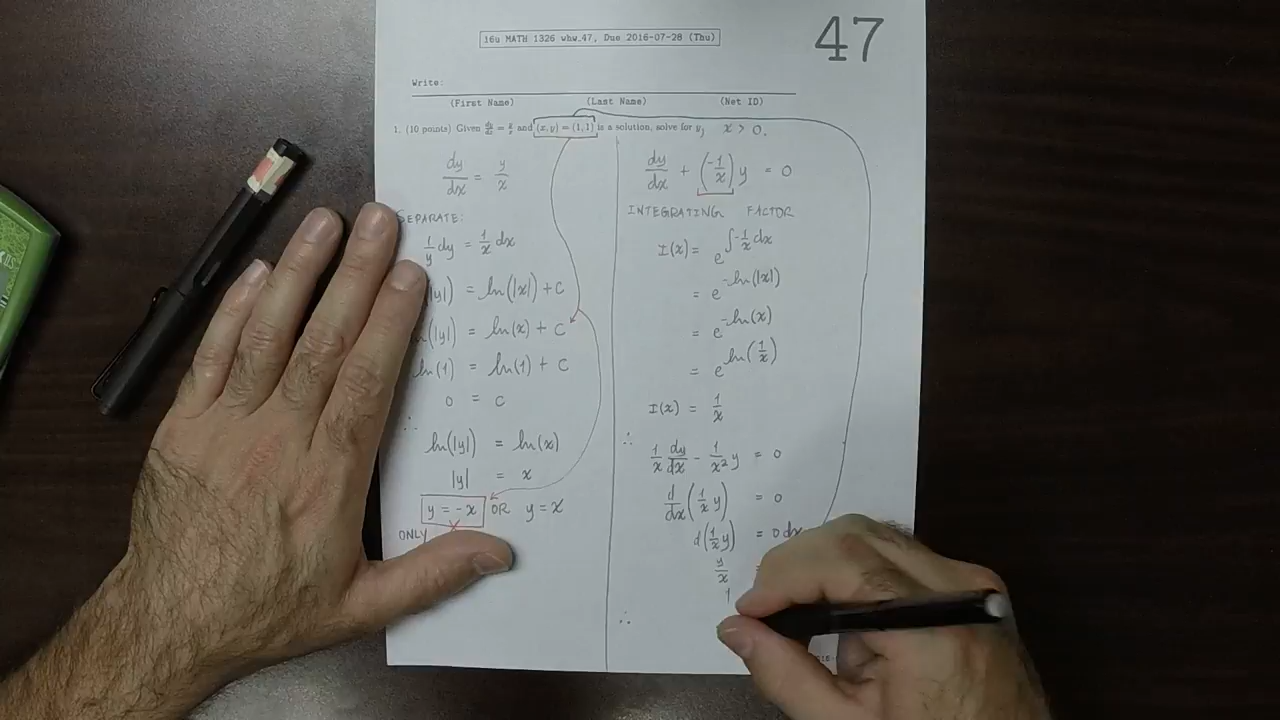 47
16u MATH 1326 whw_47, Due 2016-07-28 (Thu)
Write:
(First Name) (Last Name) (Net ID)
1. (10 points) Given dy/dx = y/x and (x, y) = (1, 1) is a solution, solve for y, x > 0.
dy/dx = y/x
SEPARATE:
1/y dy = 1/x dx
|y|) = ln(|x|) + C
(|y|) = ln(x) + C
ln(1) = ln(1) + C
0 = C
∴
ln(|y|) = ln(x)
|y| = x
y = -x OR y = x
ONLY
dy/dx + (-1/x) y = 0
INTEGRATING FACTOR
I(x) = e^∫-1/x dx
= e^-ln(|x|)
= e^-ln(x)
= e^ln(1/x)
I(x) = 1/x
∴ 1/x dy/dx - 1/x² y = 0
d/dx (1/x y) = 0
d(1/x y) = 0 dx
y/x =
∴